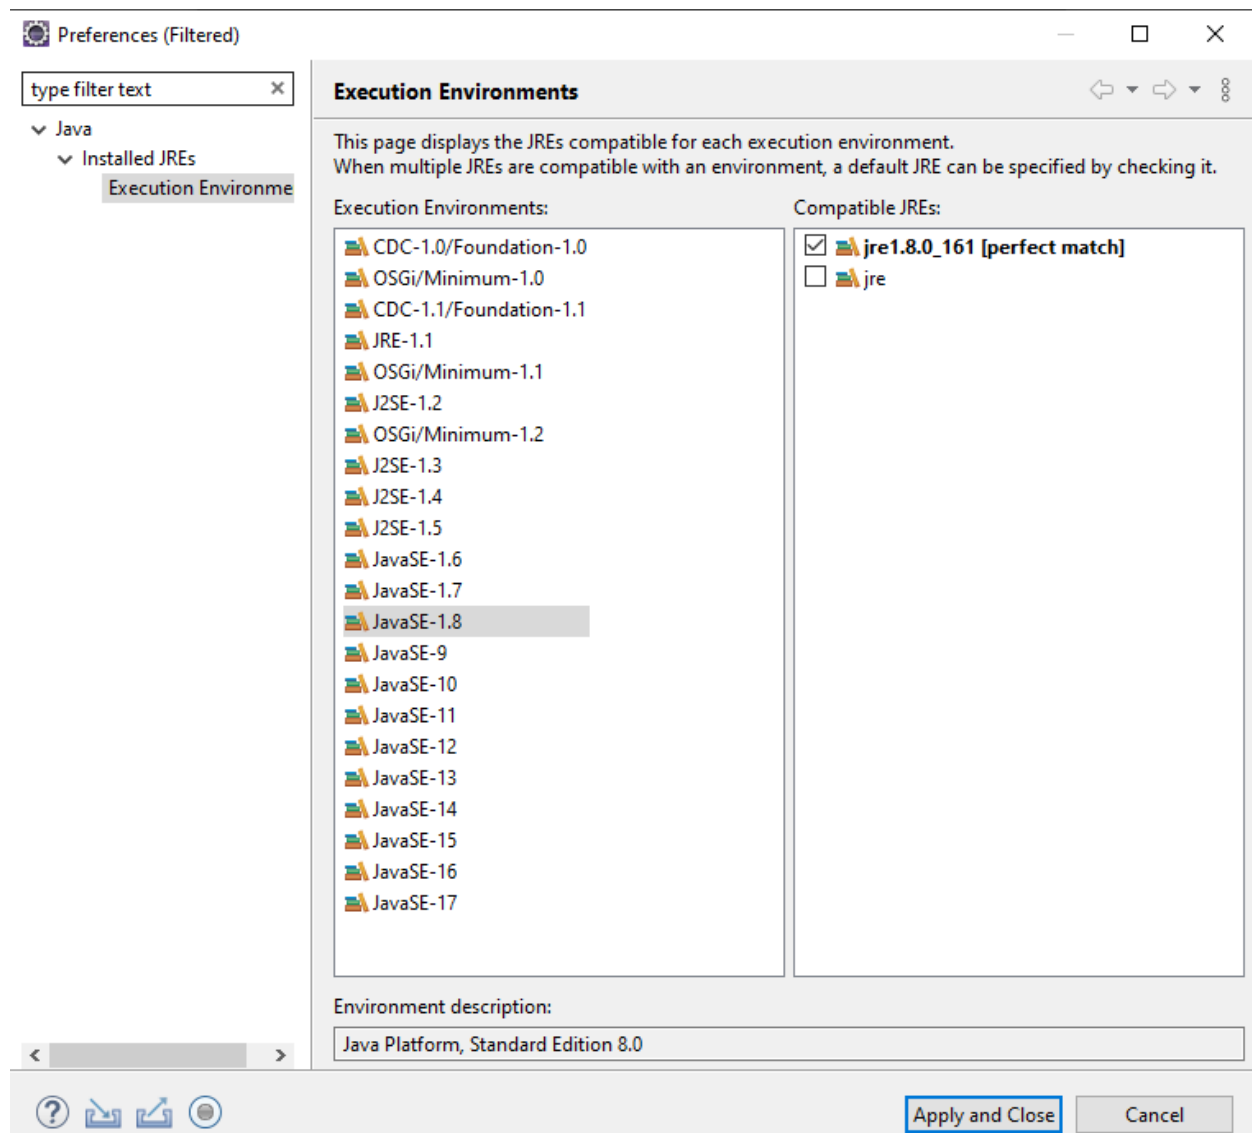 Preferences (Filtered)
type filter text
Java
Installed JREs
Execution Environme
Execution Environments
This page displays the JREs compatible for each execution environment.
When multiple JREs are compatible with an environment, a default JRE can be specified by checking it.
Execution Environments:
CDC-1.0/Foundation-1.0
OSGi/Minimum-1.0
CDC-1.1/Foundation-1.1
JRE-1.1
OSGi/Minimum-1.1
J2SE-1.2
OSGi/Minimum-1.2
J2SE-1.3
J2SE-1.4
J2SE-1.5
JavaSE-1.6
JavaSE-1.7
JavaSE-1.8
JavaSE-9
JavaSE-10
JavaSE-11
JavaSE-12
JavaSE-13
JavaSE-14
JavaSE-15
JavaSE-16
JavaSE-17
Compatible JREs:
jre1.8.0_161 [perfect match]
jre
Environment description:
Java Platform, Standard Edition 8.0
Apply and Close
Cancel